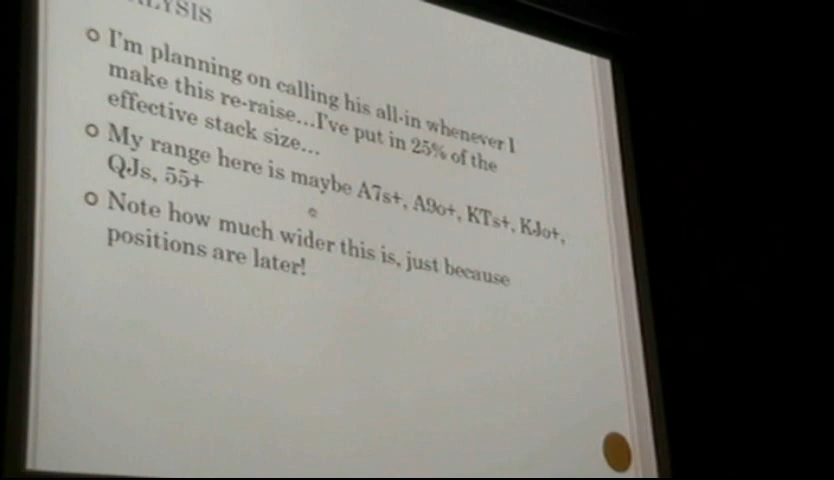 LYSIS
o I'm planning on calling his all-in whenever I
make this re-raise...I've put in 25% of the
effective stack size...
o My range here is maybe A7s+, A9o+, KTs+, KJo+,
QJs, 55+
o Note how much wider this is, just because
positions are later!